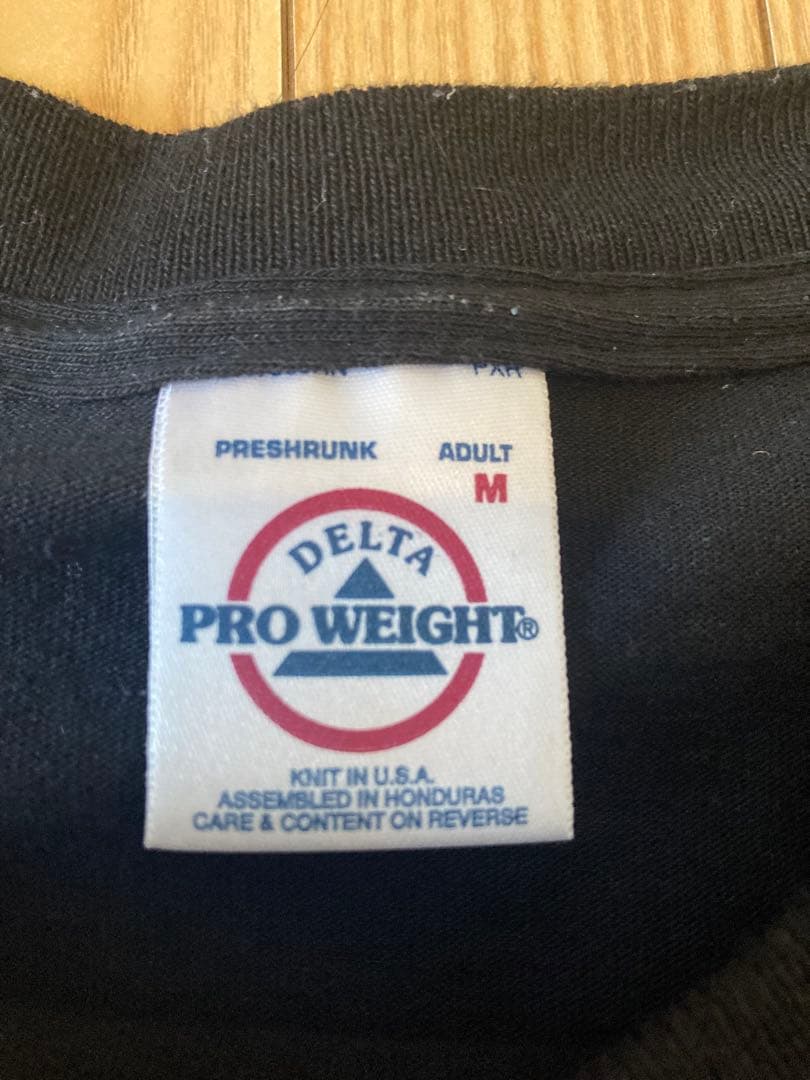 PRESHRUNK ADULT
M
DELTA
PRO WEIGHT®
KNIT IN U.S.A.
ASSEMBLED IN HONDURAS
CARE & CONTENT ON REVERSE